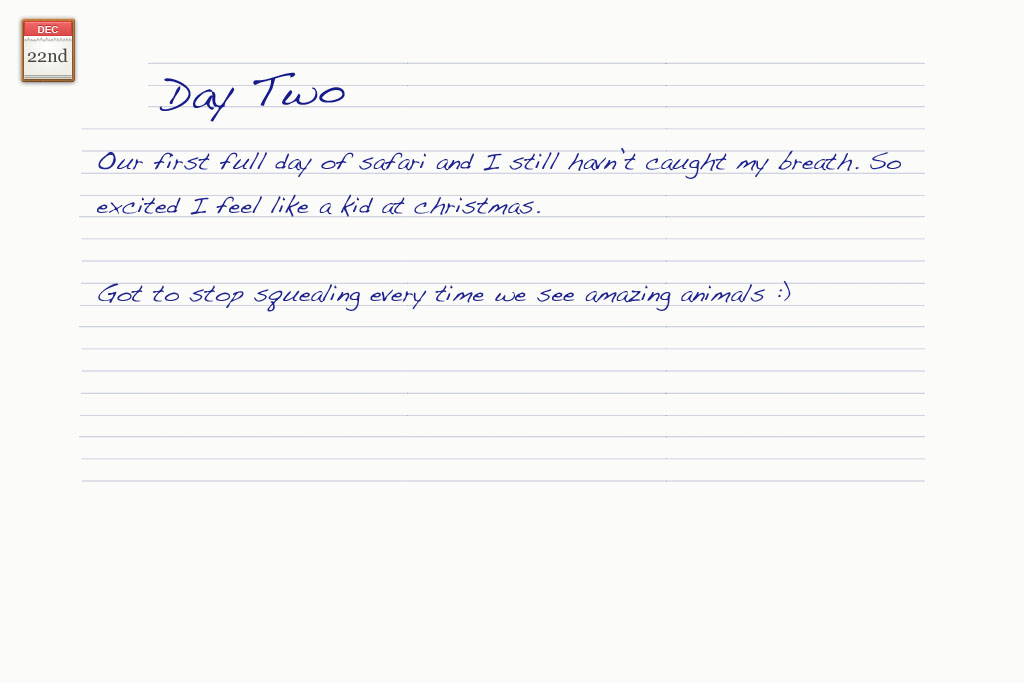 DEC
22nd
Day Two
Our first full day of safari and I still havn't caught my breath. So
excited I feel like a kid at christmas.
Got to stop squealing every time we see amazing animals :)